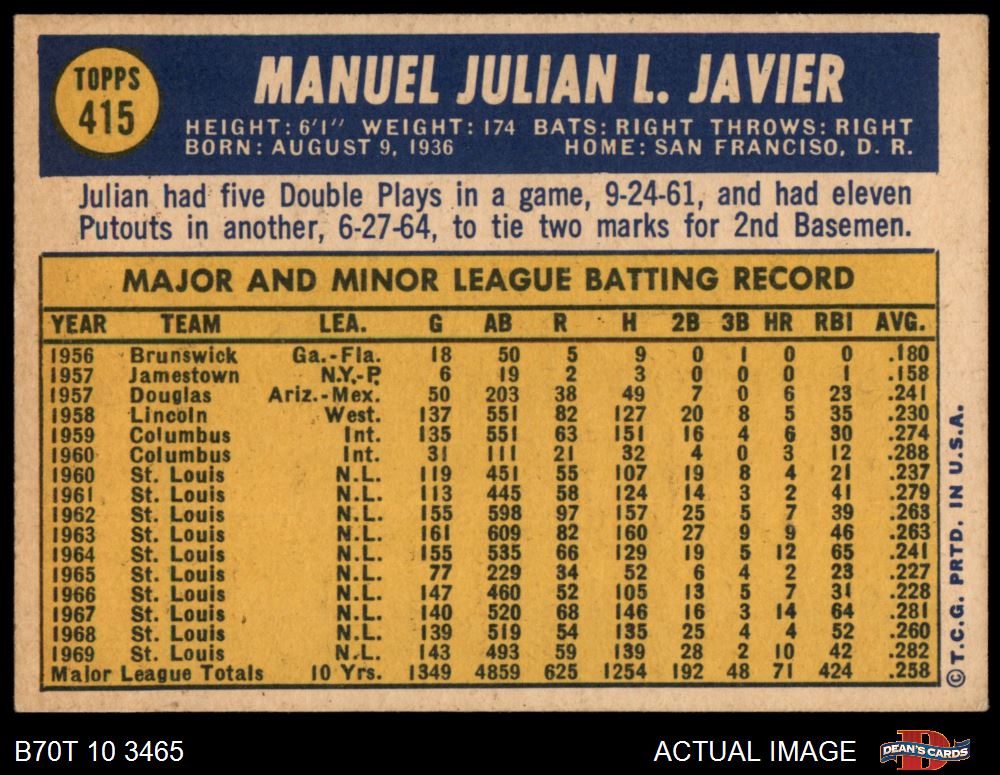 TOPPS
415
MANUEL JULIAN L. JAVIER
HEIGHT: 6'1" WEIGHT: 174 BATS: RIGHT THROWS: RIGHT
BORN: AUGUST 9, 1936 HOME: SAN FRANCISO, D. R.
Julian had five Double Plays in a game, 9-24-61, and had eleven
Putouts in another, 6-27-64, to tie two marks for 2nd Basemen.
MAJOR AND MINOR LEAGUE BATTING RECORD
YEAR TEAM LEA. G AB R H 2B 3B HR RBI AVG.
1956 Brunswick Ga.-Fla. 18 50 5 9 0 1 0 0 .180
1957 Jamestown N.Y.-P. 6 19 2 3 0 0 0 1 .158
1957 Douglas Ariz.-Mex. 50 203 38 49 7 0 6 23 .241
1958 Lincoln West. 137 551 82 127 20 8 5 35 .230
1959 Columbus Int. 135 551 63 151 16 4 6 30 .274
1960 Columbus Int. 31 111 21 32 4 0 3 12 .288
1960 St. Louis N.L. 119 451 55 107 19 8 4 21 .237
1961 St. Louis N.L. 113 445 58 124 14 3 2 41 .279
1962 St. Louis N.L. 155 598 97 157 25 5 7 39 .263
1963 St. Louis N.L. 161 609 82 160 27 9 9 46 .263
1964 St. Louis N.L. 155 535 66 129 19 5 12 65 .241
1965 St. Louis N.L. 77 229 34 52 6 4 2 23 .227
1966 St. Louis N.L. 147 460 52 105 13 5 7 31 .228
1967 St. Louis N.L. 140 520 68 146 16 3 14 64 .281
1968 St. Louis N.L. 139 519 54 135 25 4 4 52 .260
1969 St. Louis N.L. 143 493 59 139 28 2 10 42 .282
Major League Totals 10 Yrs. 1349 4859 625 1254 192 48 71 424 .258
© T.C.G. PRTD. IN U.S.A.
B70T 10 3465
ACTUAL IMAGE
D
DEAN'S CARDS